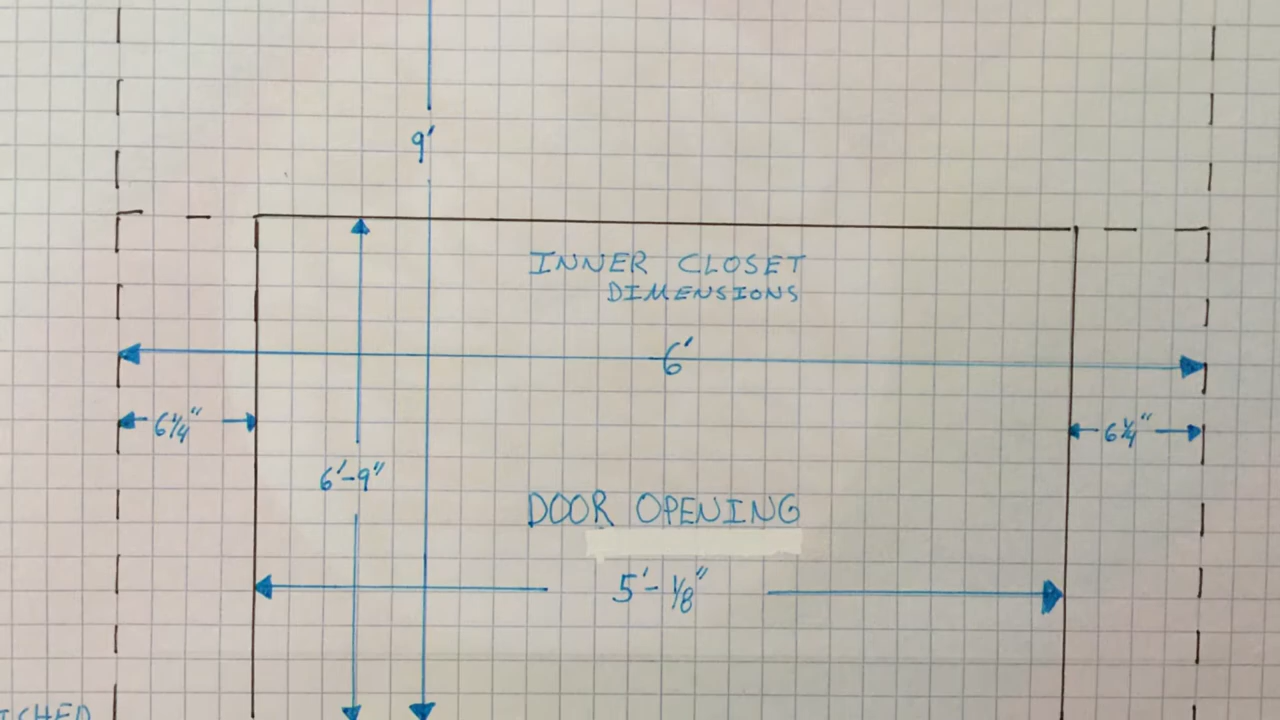 9'
INNER CLOSET
DIMENSIONS
6'
6¼" 6¼"
6'-9"
DOOR OPENING
5'-⅛"